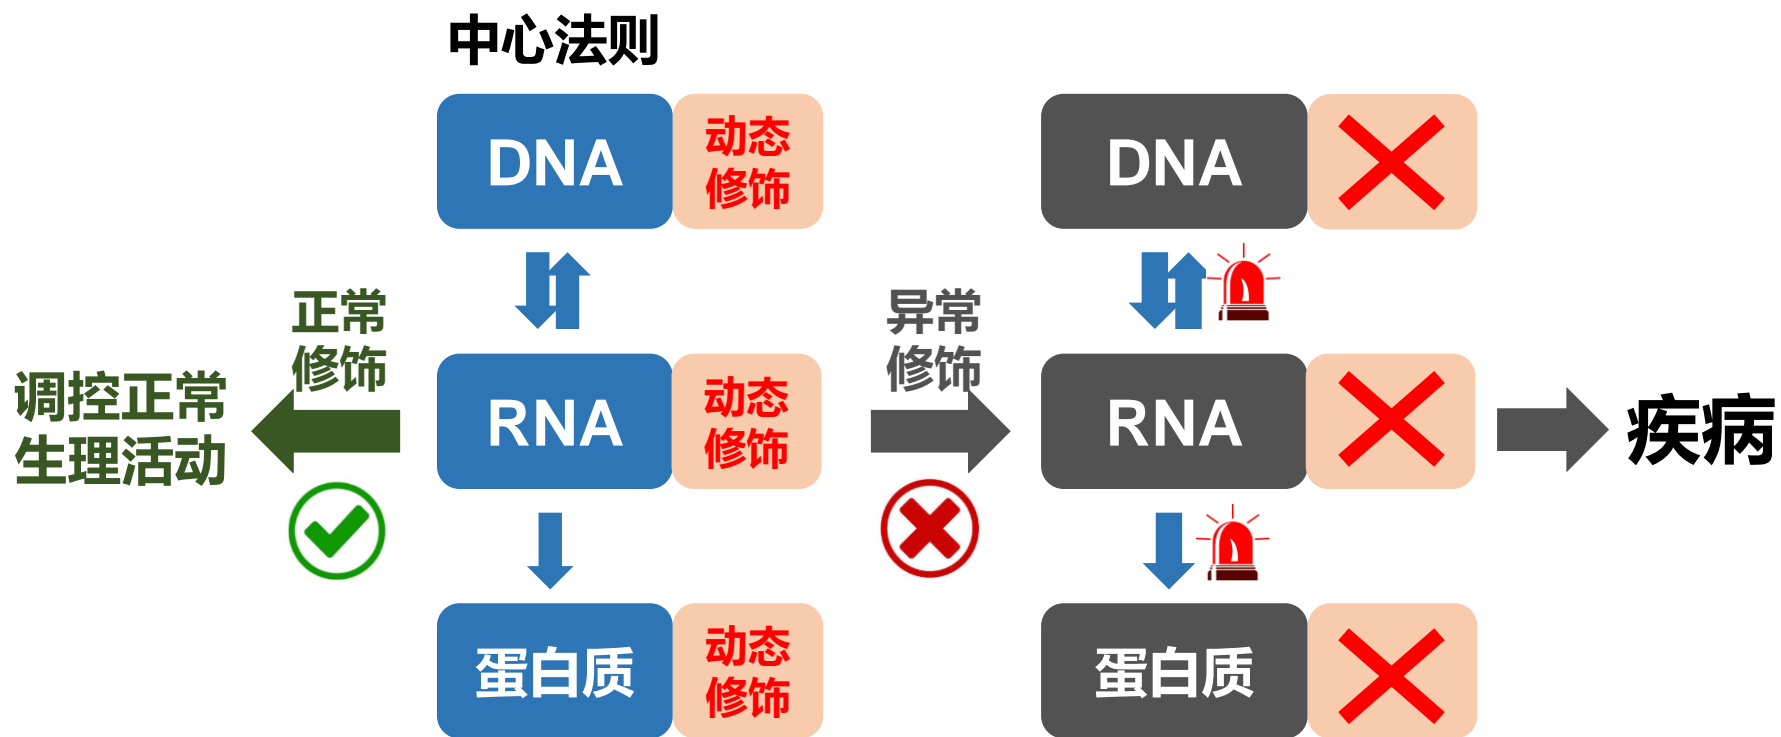 中心法则
DNA
动态
修饰
RNA
动态
修饰
蛋白质
动态
修饰
正常
修饰
调控正常
生理活动
异常
修饰
DNA
RNA
蛋白质
疾病